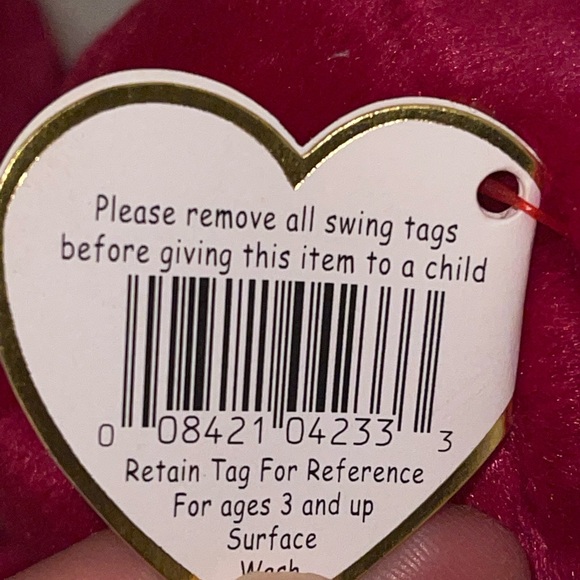 Please remove all swing tags
before giving this item to a child
0 08421 04233 3
Retain Tag For Reference
For ages 3 and up
Surface
Wash